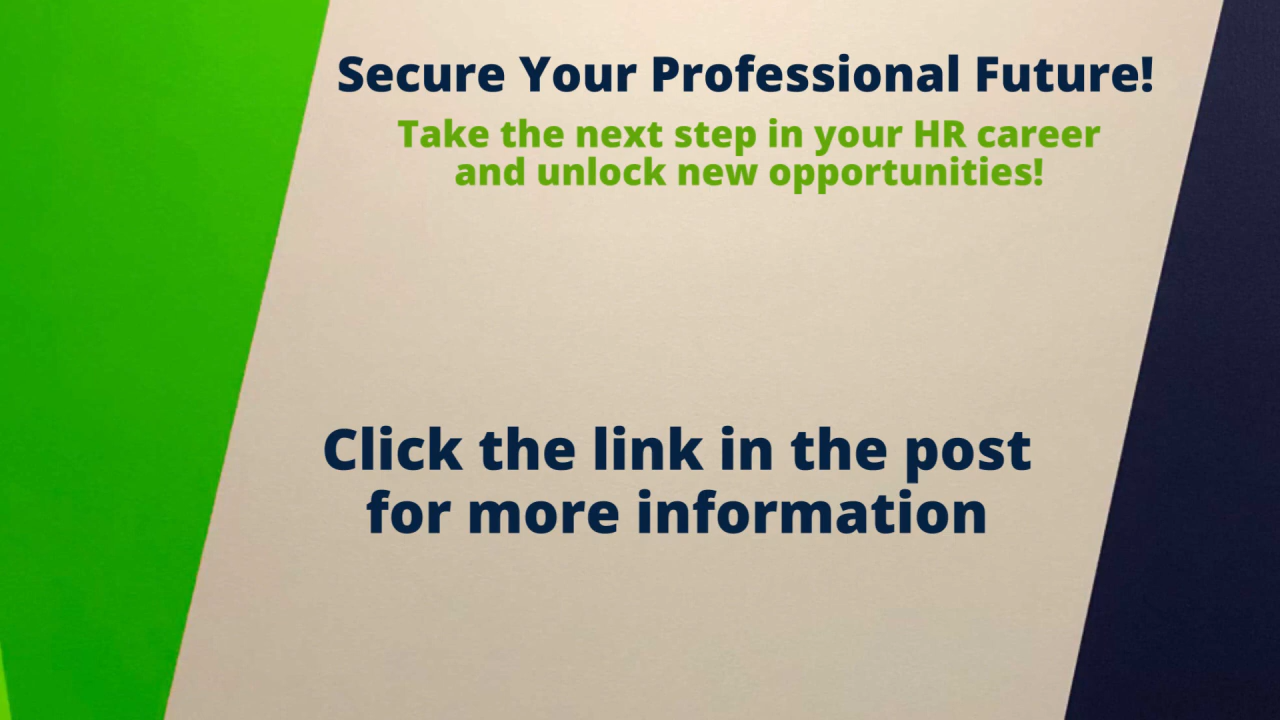 Secure Your Professional Future!
Take the next step in your HR career
and unlock new opportunities!
Click the link in the post
for more information